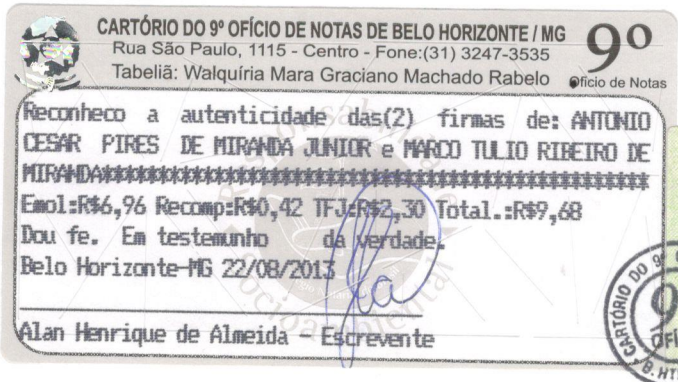 CARTÓRIO DO 9º OFÍCIO DE NOTAS DE BELO HORIZONTE / MG
Rua São Paulo, 1115 - Centro - Fone:(31) 3247-3535
Tabeliã: Walquíria Mara Graciano Machado Rabelo
9º
Ofício de Notas
Reconheco a autenticidade das(2) firmas de: ANTONIO
CESAR PIRES DE MIRANDA JUNIOR e MARCO TULIO RIBEIRO DE
MIRANDA*************************************************
Emol:R$6,96 Recomp:R$0,42 TFJ:R$2,30 Total.:R$9,68
Dou fe. Em testemunho da verdade.
Belo Horizonte-MG 22/08/2013
Alan Henrique de Almeida - Escrevente
CARTÓRIO DO 9º